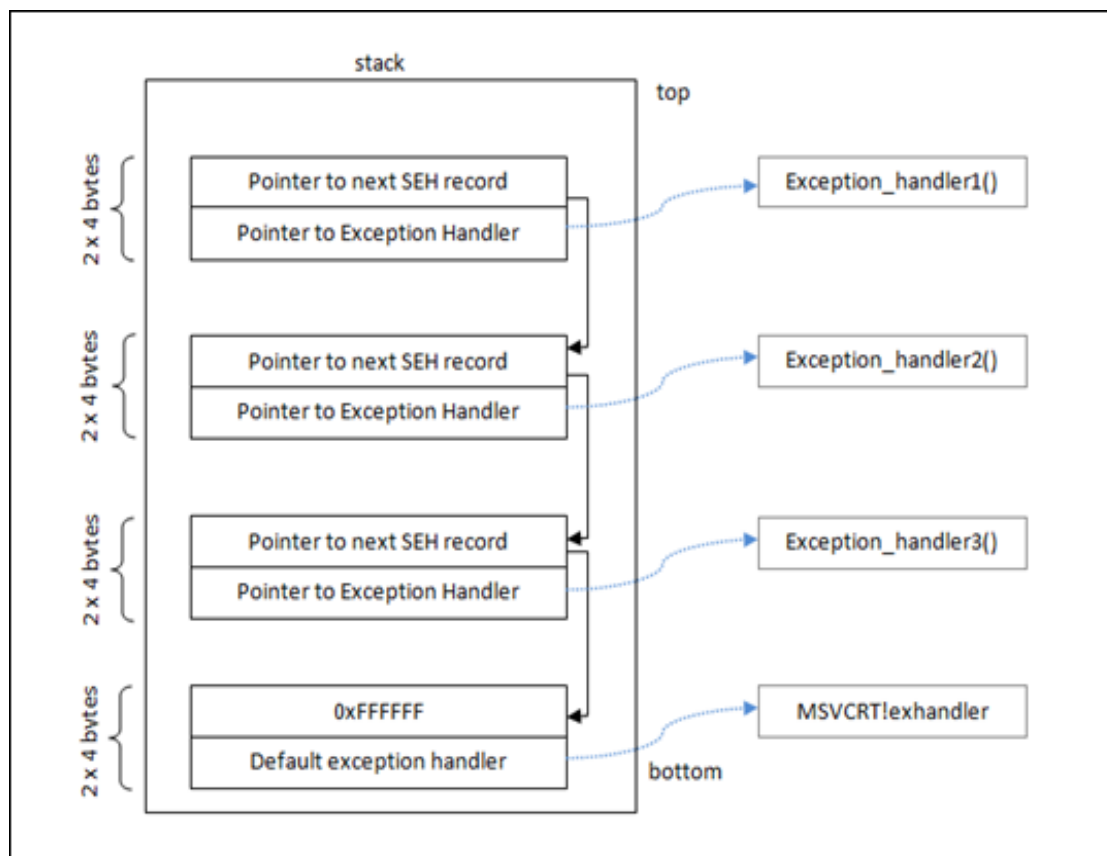 stack
top
2 x 4 bytes
Pointer to next SEH record
Pointer to Exception Handler
Exception_handler1()
2 x 4 bytes
Pointer to next SEH record
Pointer to Exception Handler
Exception_handler2()
2 x 4 bytes
Pointer to next SEH record
Pointer to Exception Handler
Exception_handler3()
2 x 4 bytes
0xFFFFFF
Default exception handler
MSVCRT!exhandler
bottom